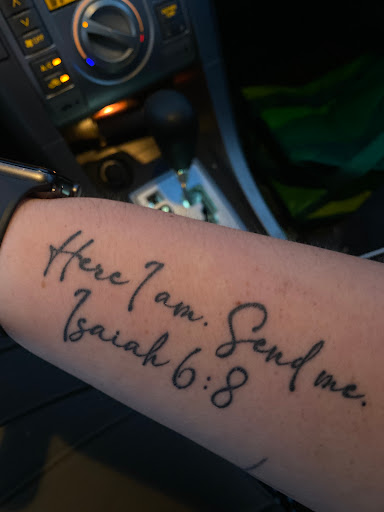 Here I am. Send me.
Isaiah 6:8